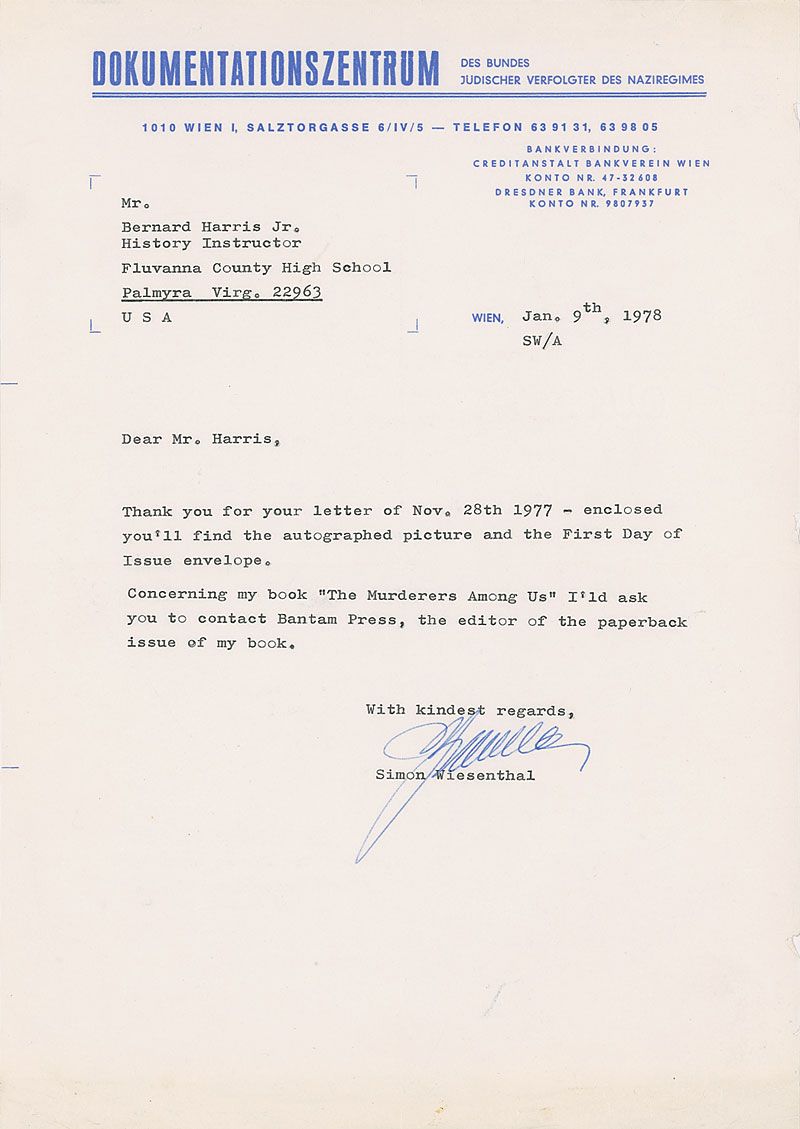 DOKUMENTATIONSZENTRUM
DES BUNDES
JÜDISCHER VERFOLGTER DES NAZIREGIMES
1010 WIEN I, SALZTORGASSE 6/IV/5 — TELEFON 63 91 31, 63 98 05
BANKVERBINDUNG:
CREDITANSTALT BANKVEREIN WIEN
KONTO NR. 47-32608
DRESDNER BANK, FRANKFURT
KONTO NR. 9807937
Mr.
Bernard Harris Jr.
History Instructor
Fluvanna County High School
Palmyra Virg. 22963
U S A
WIEN, Jan. 9th, 1978
SW/A
Dear Mr. Harris,
Thank you for your letter of Nov. 28th 1977 - enclosed
you'll find the autographed picture and the First Day of
Issue envelope.
Concerning my book "The Murderers Among Us" I'ld ask
you to contact Bantam Press, the editor of the paperback
issue of my book.
With kindest regards,
Simon Wiesenthal